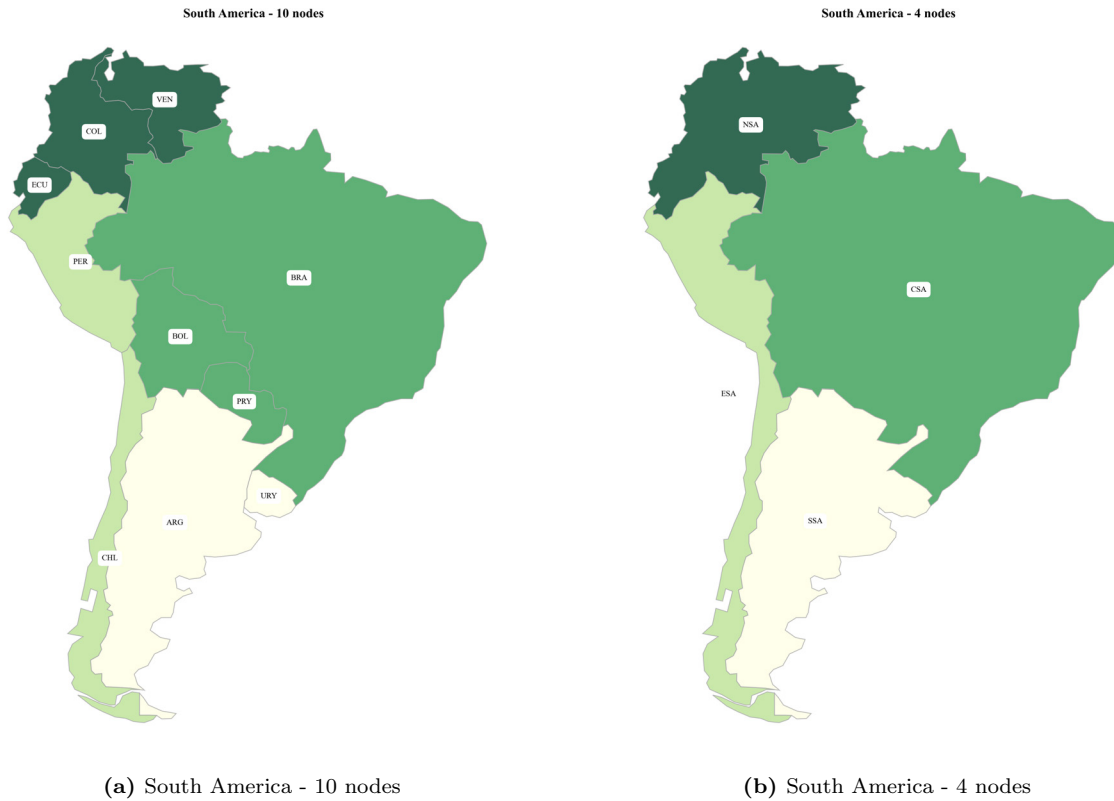 South America - 10 nodes
VEN
COL
ECU
PER
BRA
BOL
PRY
URY
ARG
CHL
(a) South America - 10 nodes
South America - 4 nodes
NSA
CSA
ESA
SSA
(b) South America - 4 nodes